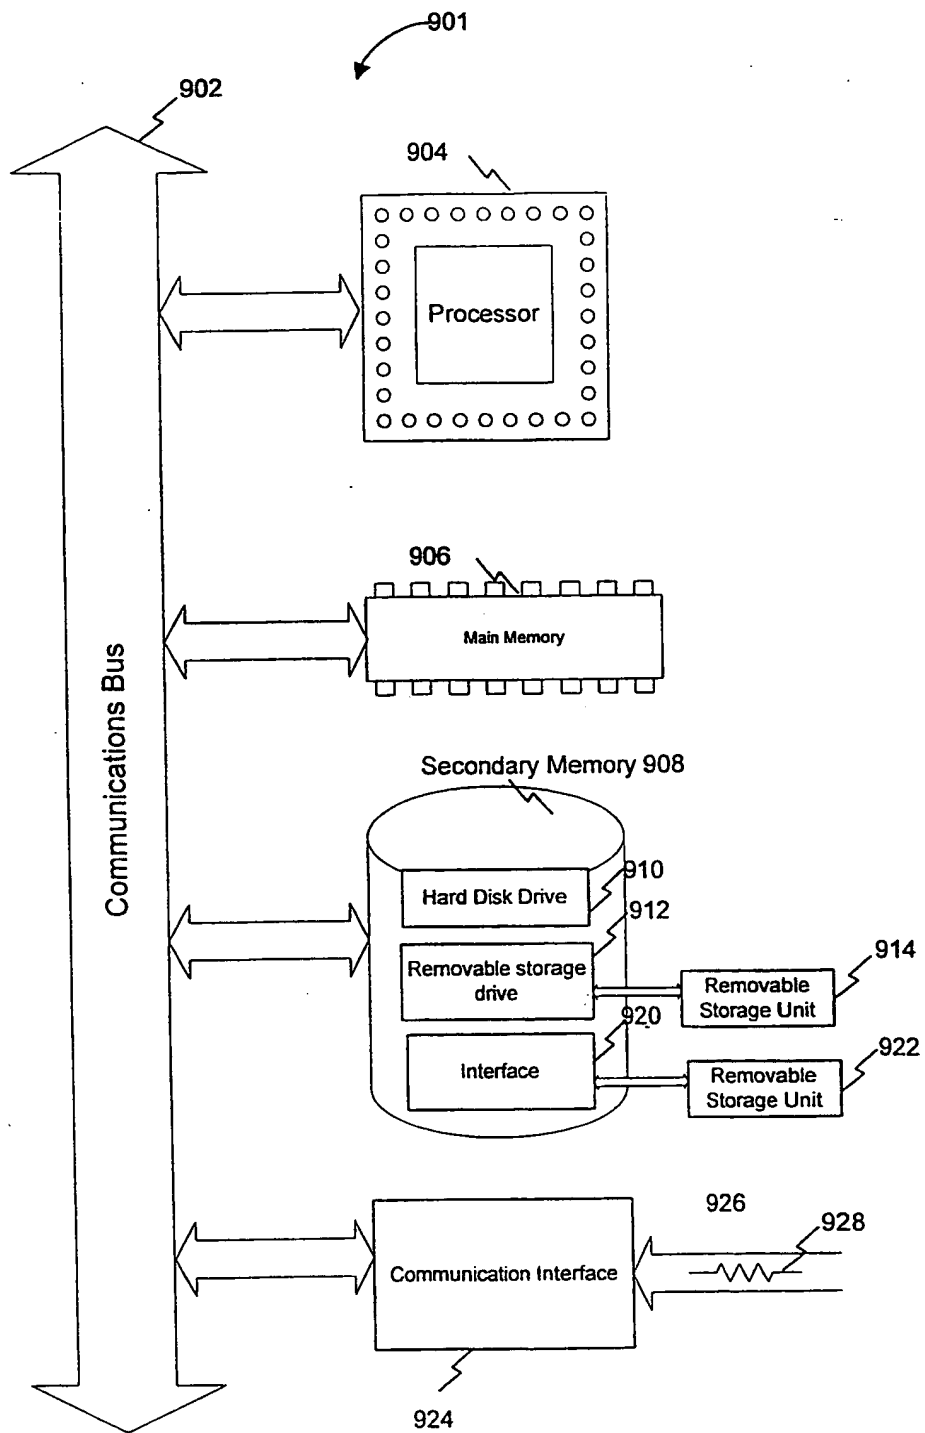 901
902
904
Processor
906
Main Memory
Communications Bus
Secondary Memory 908
910
Hard Disk Drive
912
Removable storage
drive
914
Removable
Storage Unit
920
Interface
922
Removable
Storage Unit
926
928
Communication Interface
924